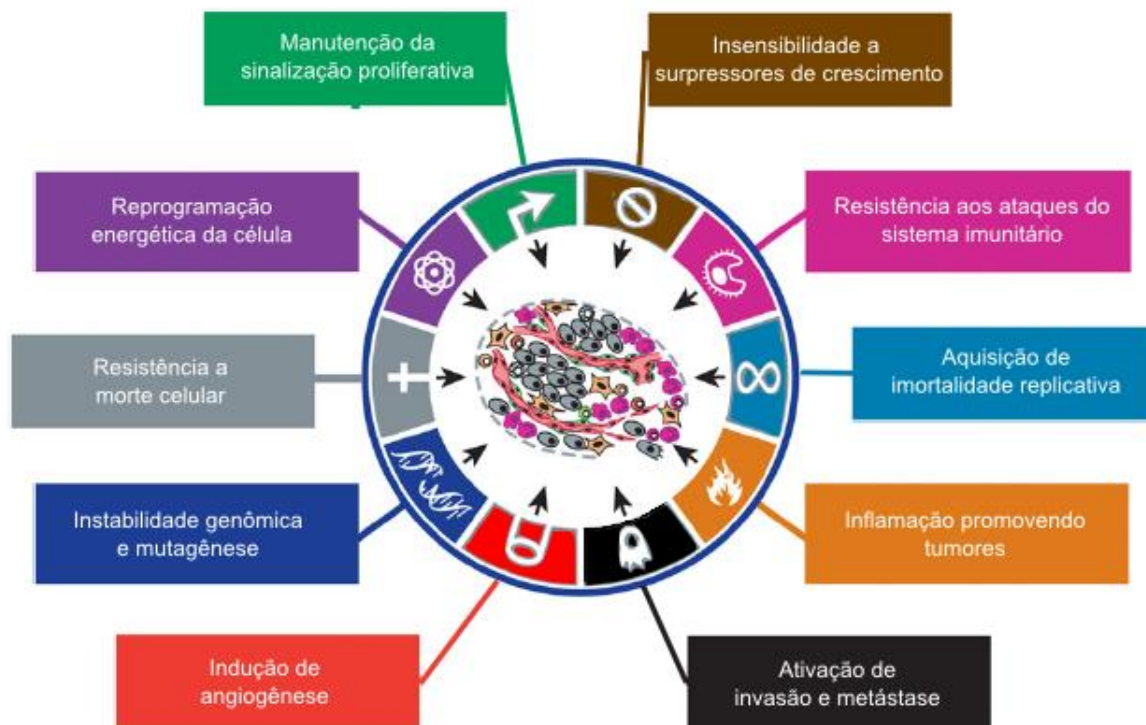 Manutenção da
sinalização proliferativa
Insensibilidade a
surpressores de crescimento
Reprogramação
energética da célula
Resistência aos ataques do
sistema imunitário
Resistência a
morte celular
Aquisição de
imortalidade replicativa
Instabilidade genômica
e mutagênese
Inflamação promovendo
tumores
Indução de
angiogênese
Ativação de
invasão e metástase